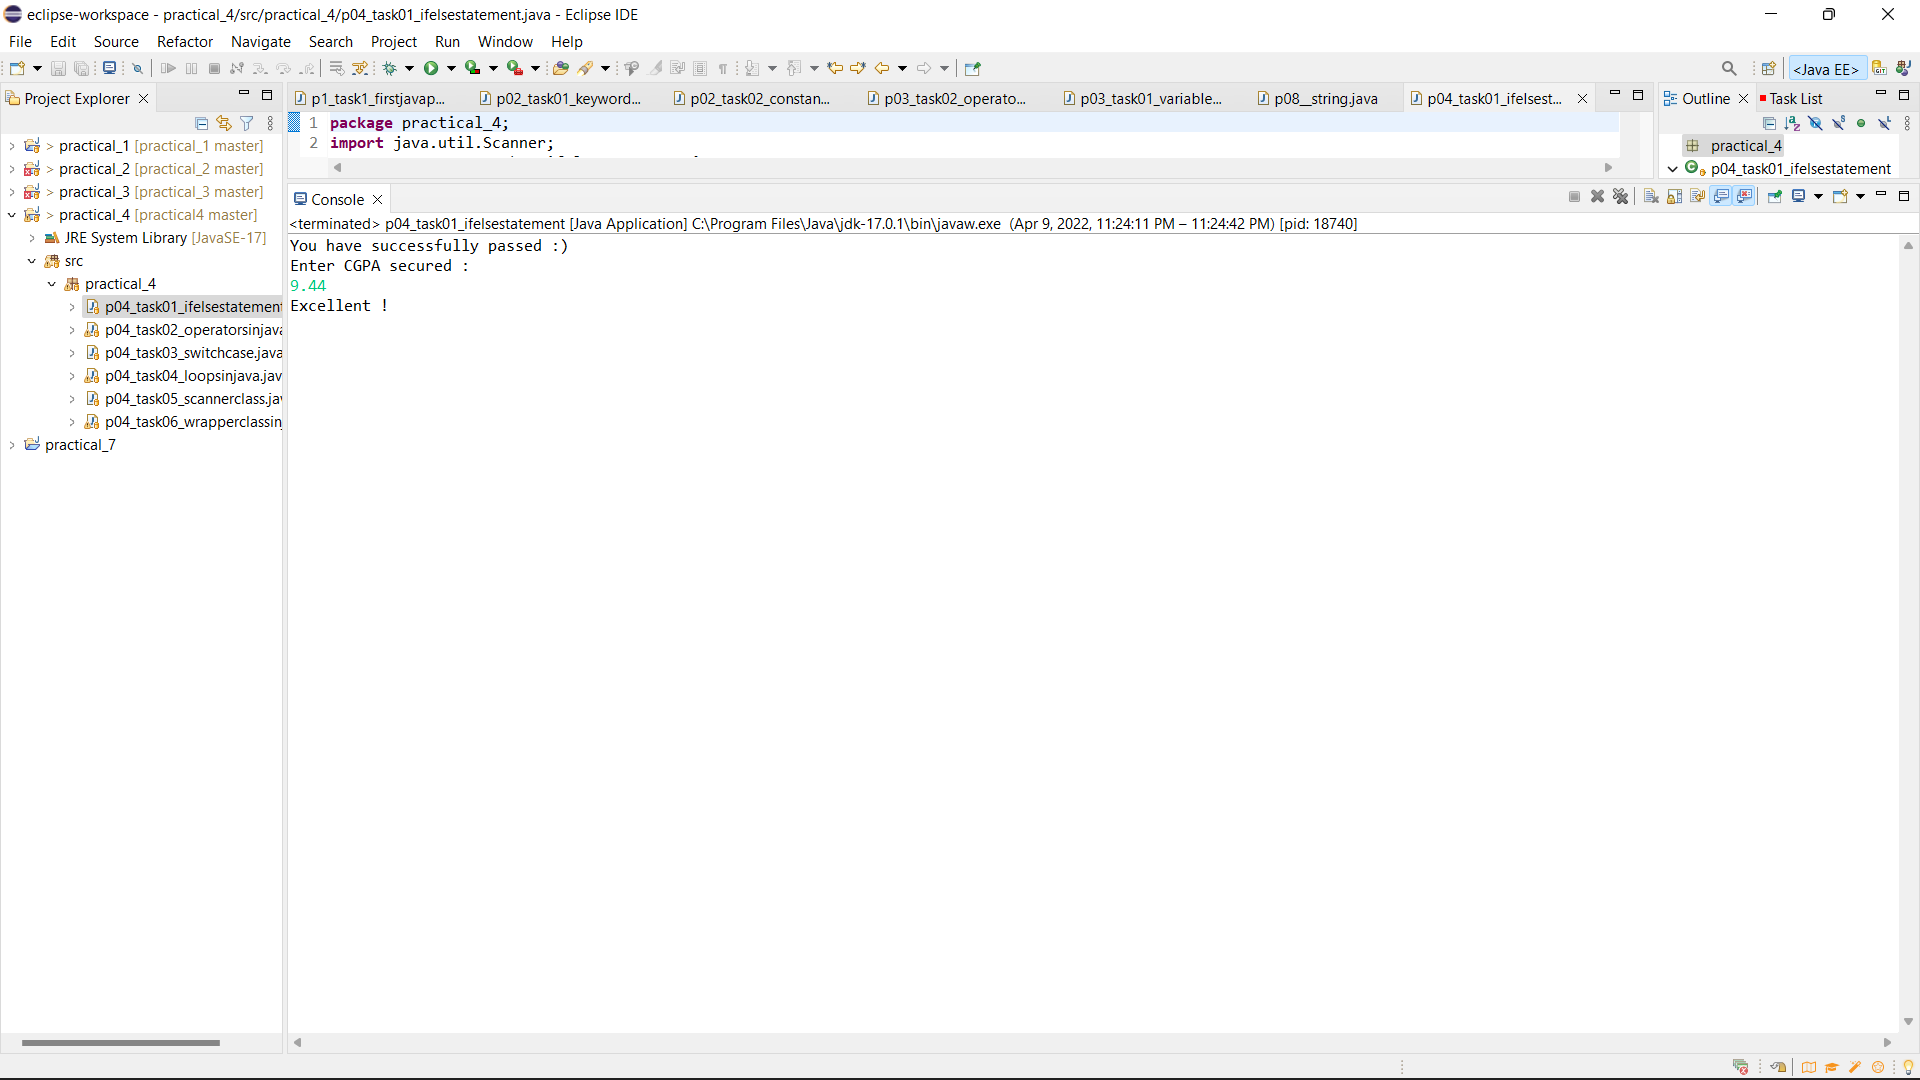 eclipse-workspace - practical_4/src/practical_4/p04_task01_ifelsestatement.java - Eclipse IDE
File Edit Source Refactor Navigate Search Project Run Window Help
<Java EE>
Project Explorer
p1_task1_firstjavap...
p02_task01_keyword...
p02_task02_constan...
p03_task02_operato...
p03_task01_variable...
p08__string.java
p04_task01_ifelsest...
Outline
Task List
> practical_1 [practical_1 master]
> practical_2 [practical_2 master]
> practical_3 [practical_3 master]
> practical_4 [practical4 master]
JRE System Library [JavaSE-17]
src
practical_4
p04_task01_ifelsestatement
p04_task02_operatorsinjava
p04_task03_switchcase.java
p04_task04_loopsinjava.jav
p04_task05_scannerclass.jav
p04_task06_wrapperclassin
practical_7
1 package practical_4;
2 import java.util.Scanner;
practical_4
p04_task01_ifelsestatement
Console
<terminated> p04_task01_ifelsestatement [Java Application] C:\Program Files\Java\jdk-17.0.1\bin\javaw.exe (Apr 9, 2022, 11:24:11 PM – 11:24:42 PM) [pid: 18740]
You have successfully passed :)
Enter CGPA secured :
9.44
Excellent !